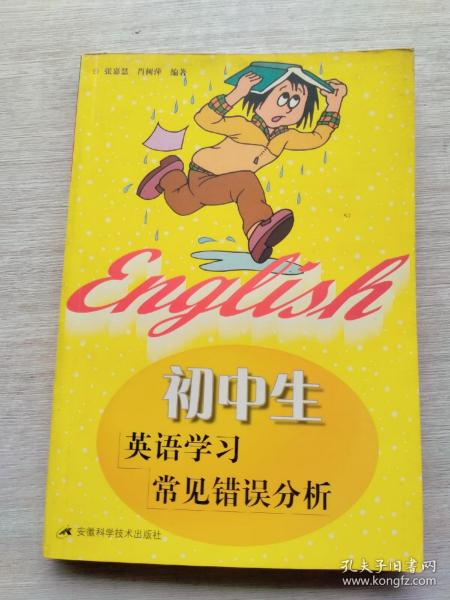 张嘉慧 肖树萍 编著
English
初中生
英语学习
常见错误分析
安徽科学技术出版社
孔夫子旧书网
www.kongfz.com